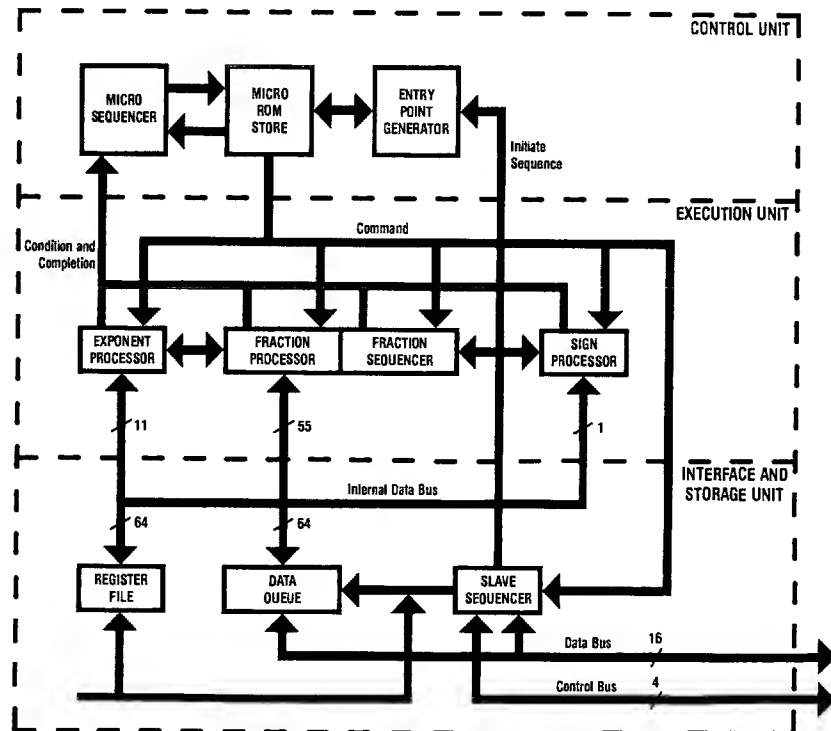 CONTROL UNIT
MICRO
SEQUENCER
MICRO
ROM
STORE
ENTRY
POINT
GENERATOR
Initiate
Sequence
EXECUTION UNIT
Command
Condition and
Completion
EXPONENT
PROCESSOR
FRACTION
PROCESSOR
FRACTION
SEQUENCER
SIGN
PROCESSOR
11
55
1
INTERFACE AND
STORAGE UNIT
Internal Data Bus
64
64
REGISTER
FILE
DATA
QUEUE
SLAVE
SEQUENCER
Data Bus
16
Control Bus
4